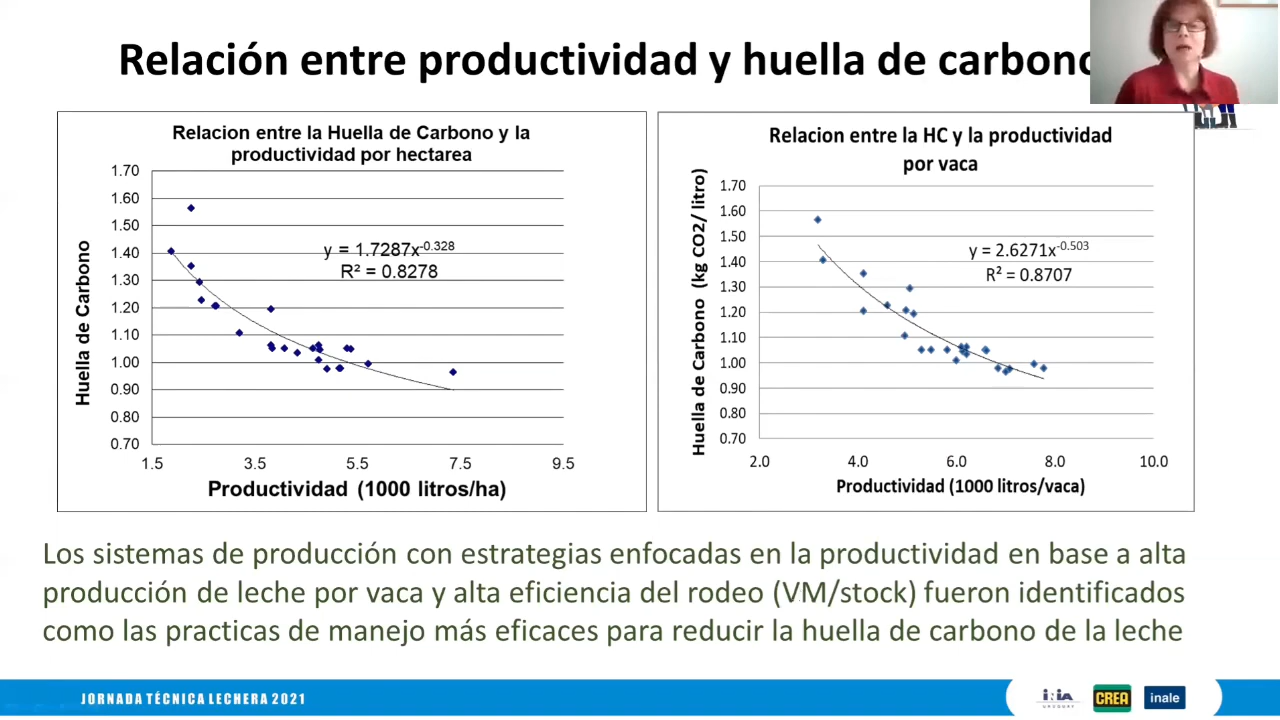 Relación entre productividad y huella de carbono
Relacion entre la Huella de Carbono y la
productividad por hectarea
1.70
1.60
1.50
1.40
1.30
1.20
1.10
1.00
0.90
0.80
0.70
Huella de Carbono
y = 1.7287x^-0.328
R² = 0.8278
1.5 3.5 5.5 7.5 9.5
Productividad (1000 litros/ha)
Relacion entre la HC y la productividad
por vaca
1.70
1.60
1.50
1.40
1.30
1.20
1.10
1.00
0.90
0.80
0.70
Huella de Carbono (kg CO2/ litro)
y = 2.6271x^-0.503
R² = 0.8707
2.0 4.0 6.0 8.0 10.0
Productividad (1000 litros/vaca)
Los sistemas de producción con estrategias enfocadas en la productividad en base a alta
producción de leche por vaca y alta eficiencia del rodeo (VM/stock) fueron identificados
como las practicas de manejo más eficaces para reducir la huella de carbono de la leche
JORNADA TÉCNICA LECHERA 2021
inia
URUGUAY
CREA
inale